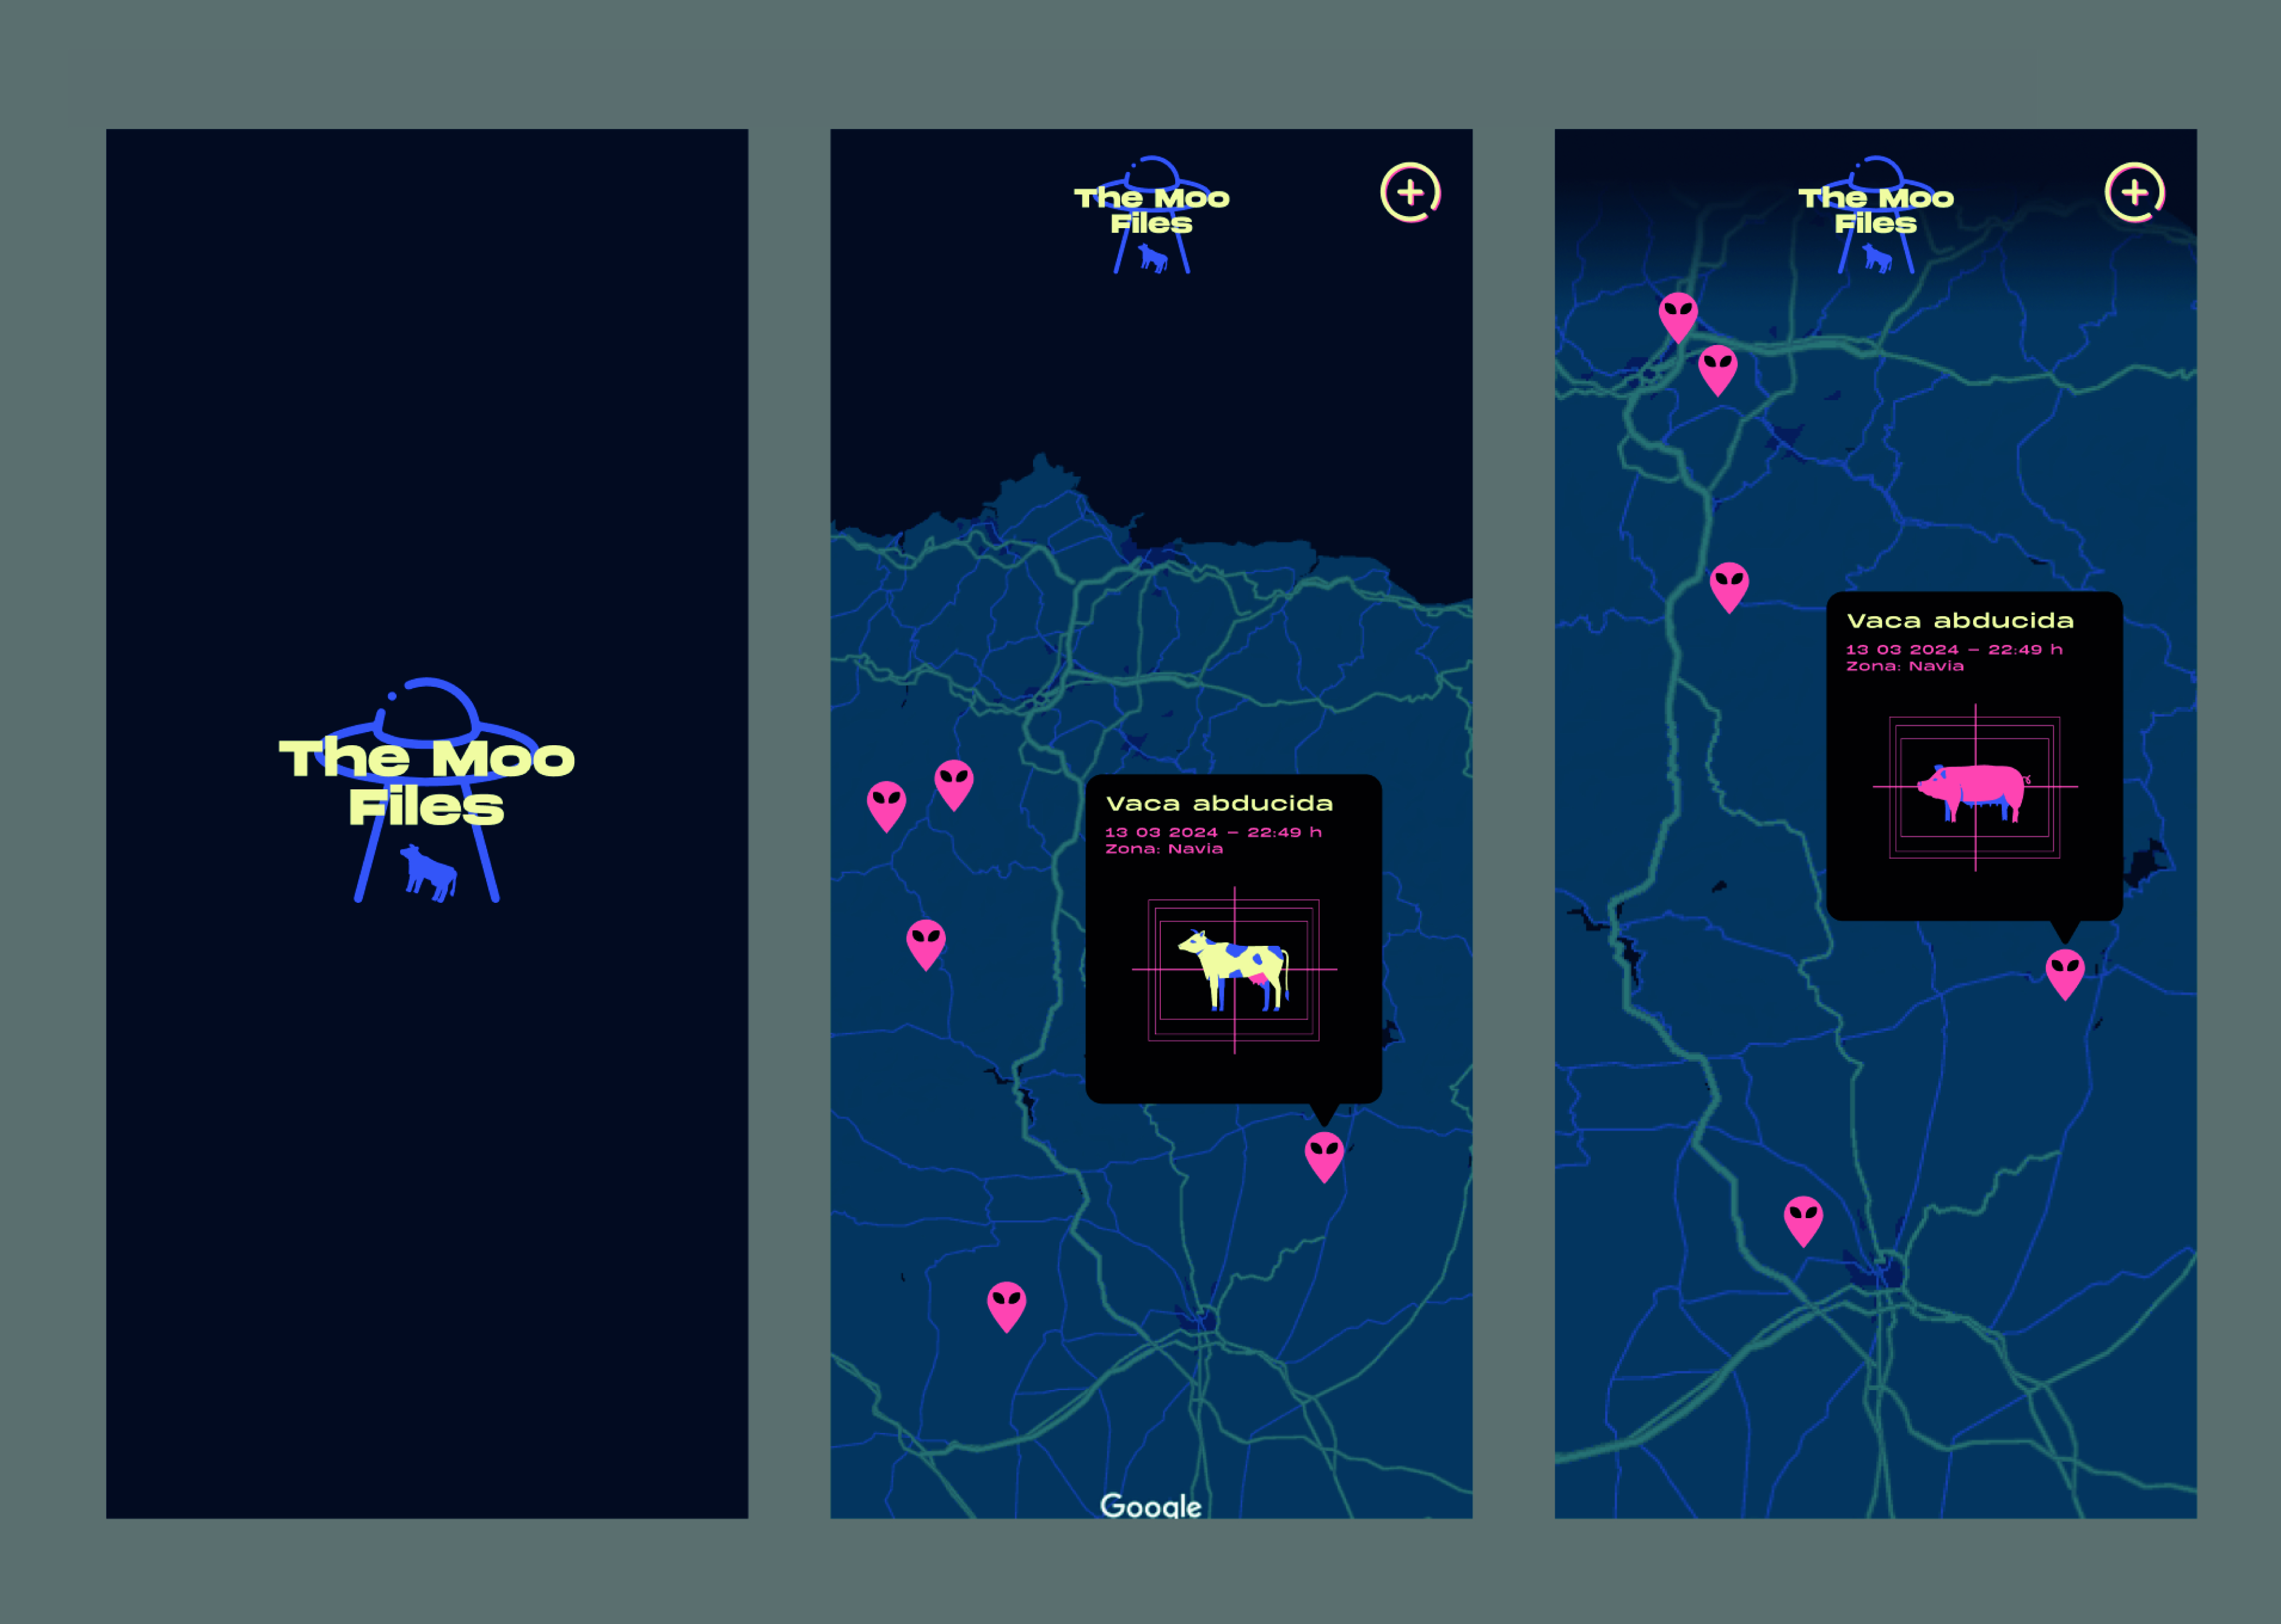 The Moo
Files
The Moo
Files
Vaca abducida
13 03 2024 – 22:49 h
Zona: Navia
Google
The Moo
Files
Vaca abducida
13 03 2024 – 22:49 h
Zona: Navia